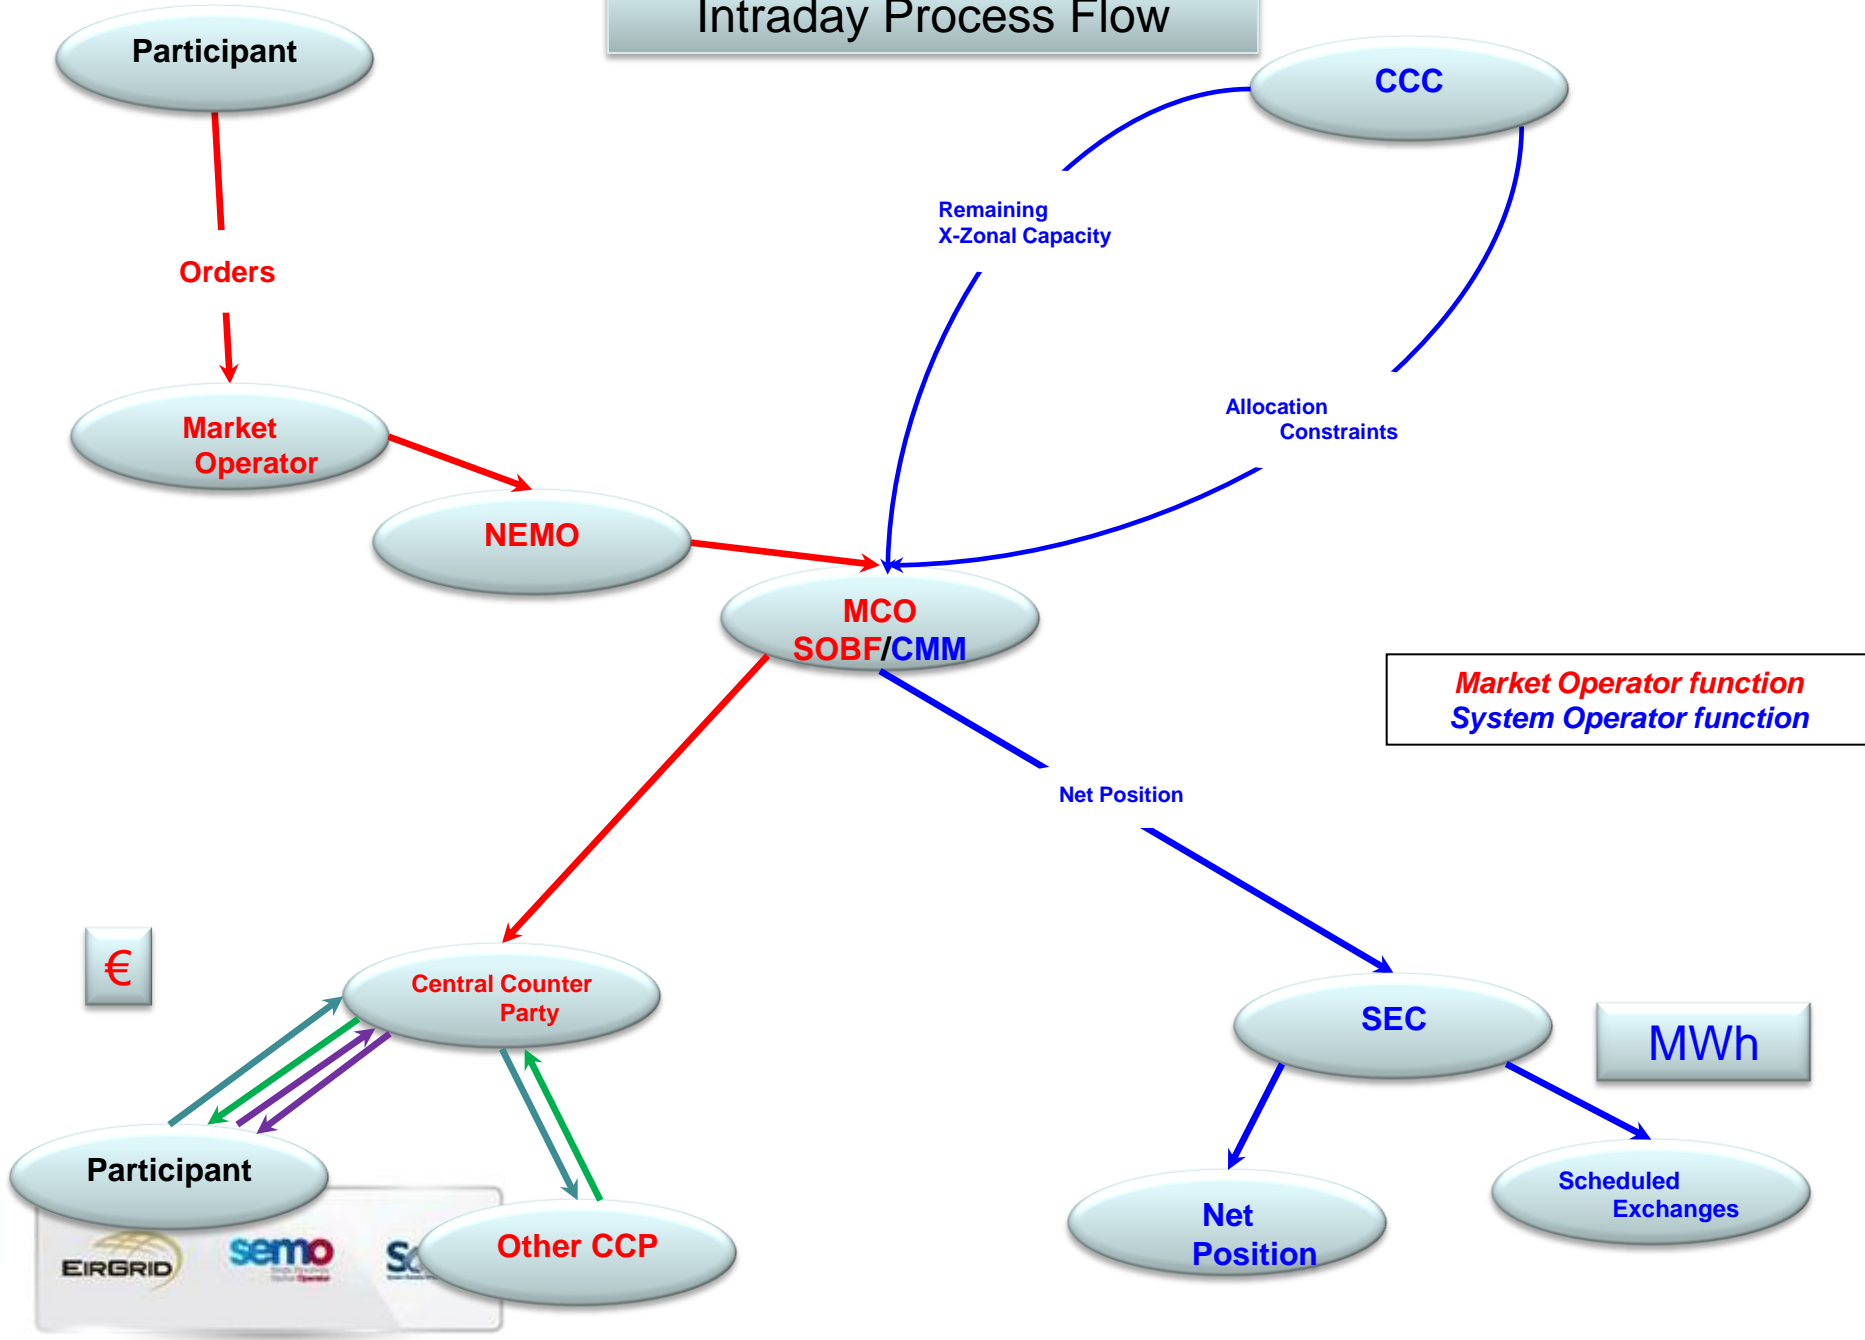 Intraday Process Flow
Participant
CCC
Remaining
X-Zonal Capacity
Orders
Allocation
Constraints
Market
Operator
NEMO
MCO
SOBF/CMM
Market Operator function
System Operator function
Net Position
€
Central Counter
Party
SEC
MWh
Participant
Scheduled
Exchanges
Net
Position
Other CCP
EIRGRID
semo